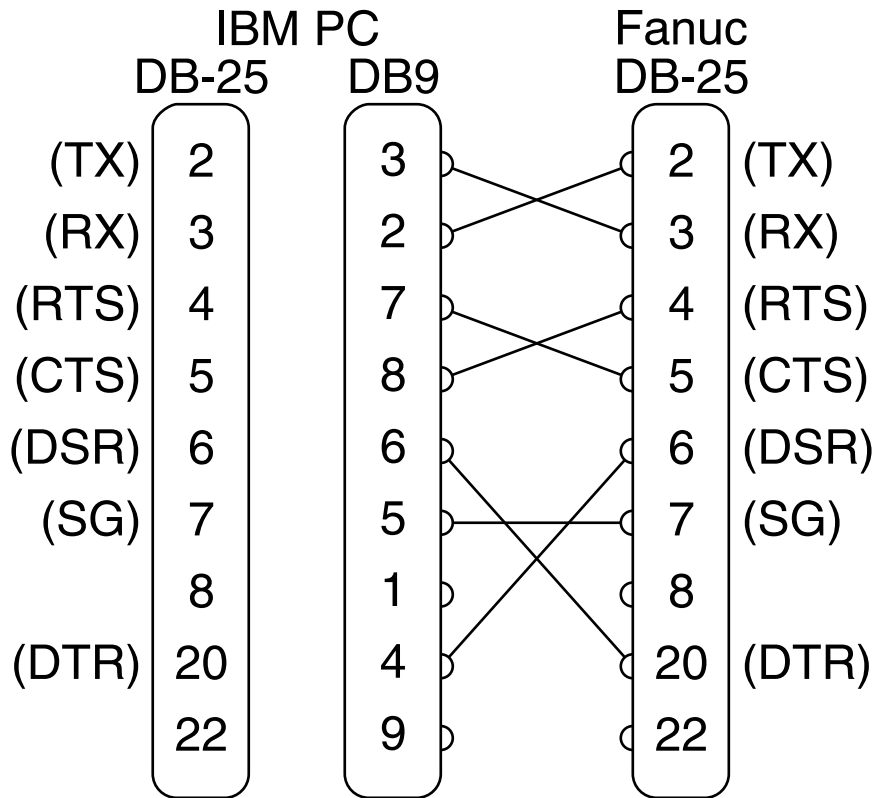 IBM PC Fanuc
DB-25 DB9 DB-25
(TX) 2 3 2 (TX)
(RX) 3 2 3 (RX)
(RTS) 4 7 4 (RTS)
(CTS) 5 8 5 (CTS)
(DSR) 6 6 6 (DSR)
(SG) 7 5 7 (SG)
8 1 8
(DTR) 20 4 20 (DTR)
22 9 22